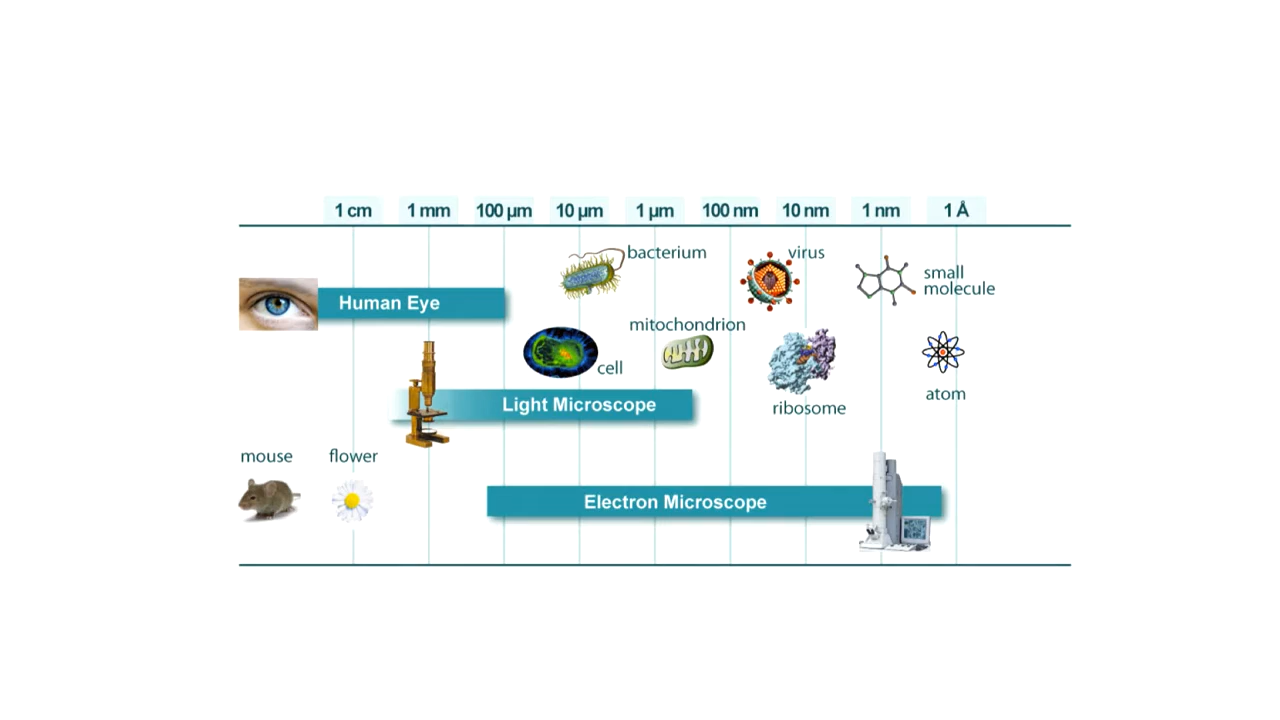 1 cm 1 mm 100 µm 10 µm 1 µm 100 nm 10 nm 1 nm 1 Å
bacterium
virus
small
molecule
Human Eye
mitochondrion
cell
atom
Light Microscope
ribosome
mouse
flower
Electron Microscope